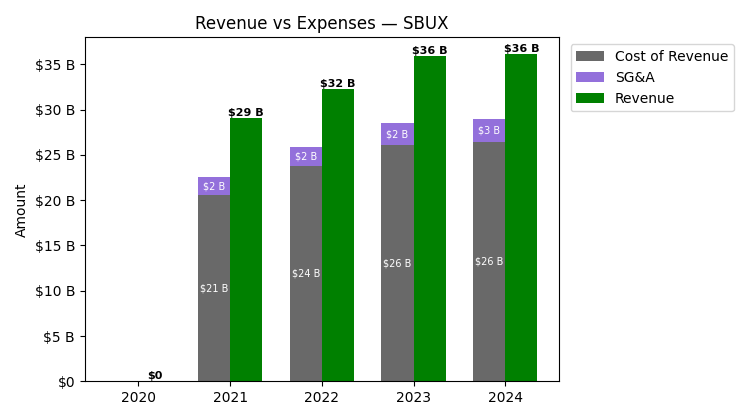 Revenue vs Expenses — SBUX
Cost of Revenue
SG&A
Revenue
Amount
$35 B
$30 B
$25 B
$20 B
$15 B
$10 B
$5 B
$0
$0
$29 B
$2 B
$21 B
$32 B
$2 B
$24 B
$36 B
$2 B
$26 B
$36 B
$3 B
$26 B
2020 2021 2022 2023 2024